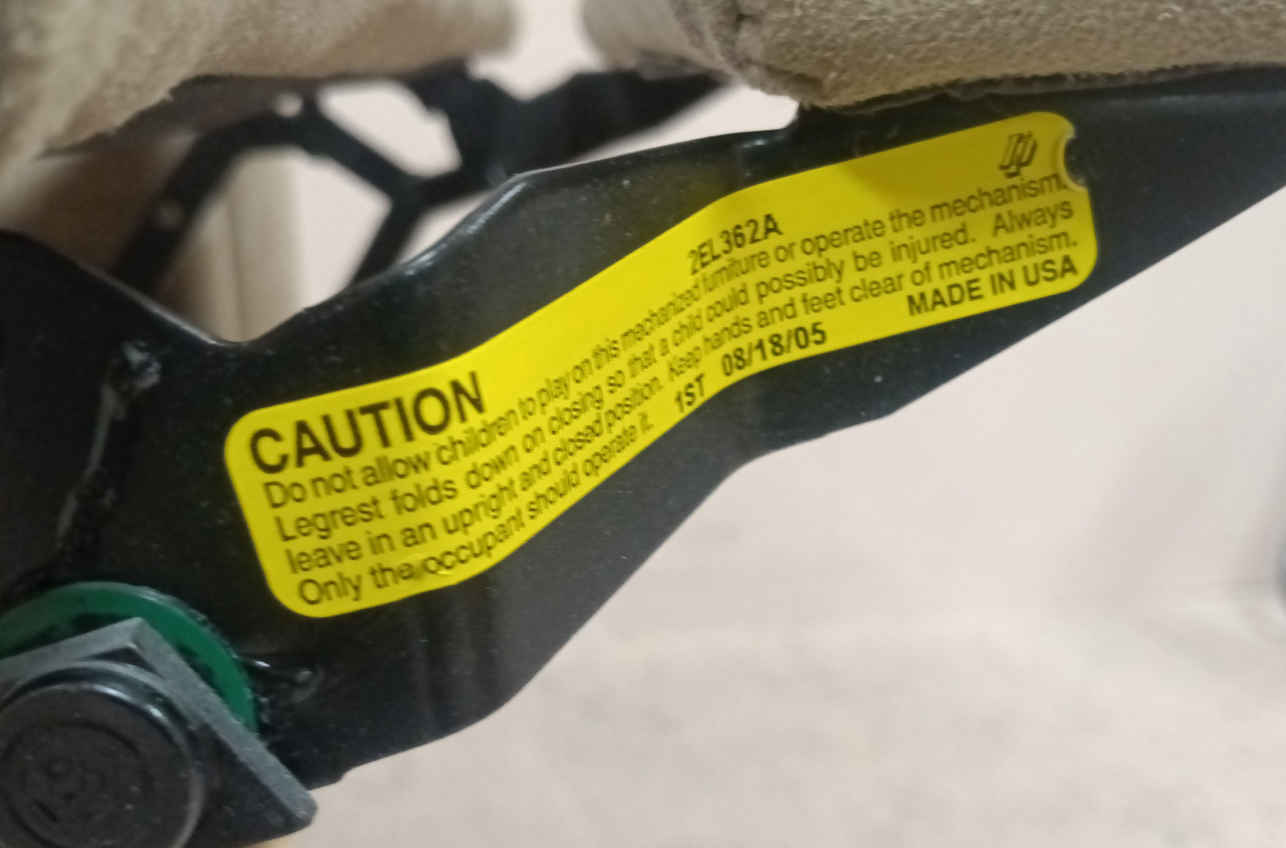 2EL362A
CAUTION
Do not allow children to play on this mechanized furniture or operate the mechanism.
Legrest folds down on closing so that a child could possibly be injured. Always
leave in an upright and closed position. Keep hands and feet clear of mechanism.
Only the occupant should operate it. 1ST 08/18/05 MADE IN USA